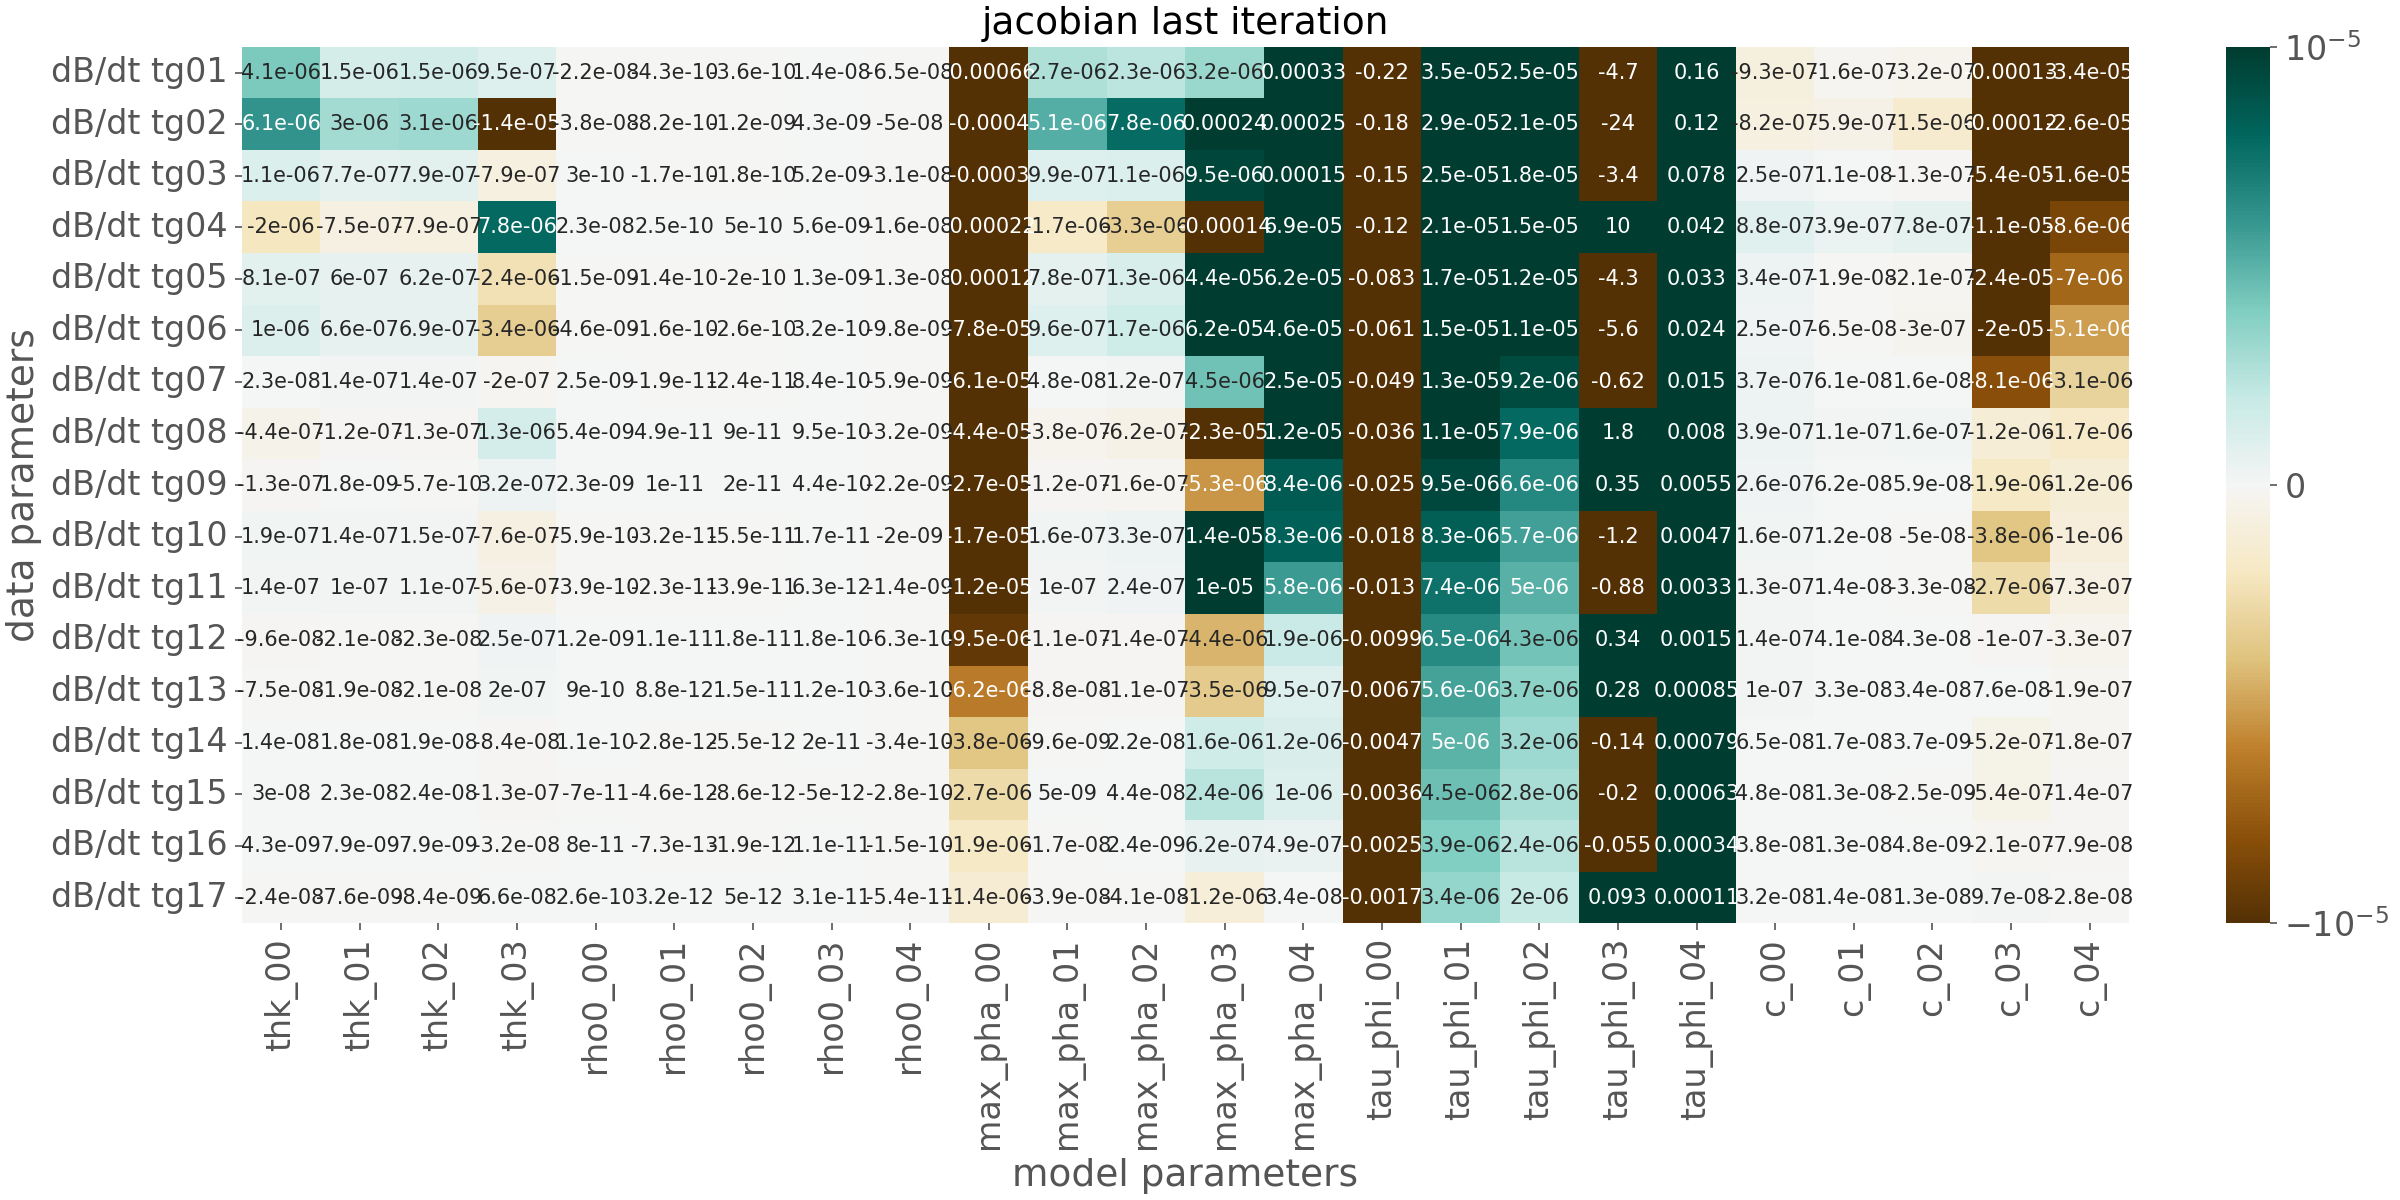 jacobian last iteration
dB/dt tg01 4.1e-06 1.5e-06 1.5e-06 9.5e-07 -2.2e-08 -4.3e-10 -3.6e-10 1.4e-08 -6.5e-08 -0.00066 2.7e-06 2.3e-06 3.2e-06 0.00033 -0.22 3.5e-05 2.5e-05 -4.7 0.16 -9.3e-07 -1.6e-07 -3.2e-07 -0.00013 -3.4e-05
dB/dt tg02 6.1e-06 3e-06 3.1e-06 -1.4e-05 -3.8e-08 -8.2e-10 -1.2e-09 4.3e-09 -5e-08 -0.0004 5.1e-06 7.8e-06 0.00024 0.00025 -0.18 2.9e-05 2.1e-05 -24 0.12 -8.2e-07 -5.9e-07 -1.5e-06 -0.00012 -2.6e-05
dB/dt tg03 1.1e-06 7.7e-07 7.9e-07 -7.9e-07 3e-10 -1.7e-10 -1.8e-10 5.2e-09 -3.1e-08 -0.0003 9.9e-07 1.1e-06 9.5e-06 0.00015 -0.15 2.5e-05 1.8e-05 -3.4 0.078 2.5e-07 1.1e-08 -1.3e-07 -5.4e-05 -1.6e-05
dB/dt tg04 -2e-06 -7.5e-07 -7.9e-07 7.8e-06 2.3e-08 2.5e-10 5e-10 5.6e-09 -1.6e-08 -0.00022 -1.7e-06 -3.3e-06 -0.00014 6.9e-05 -0.12 2.1e-05 1.5e-05 10 0.042 8.8e-07 3.9e-07 7.8e-07 -1.1e-05 -8.6e-06
dB/dt tg05 8.1e-07 6e-07 6.2e-07 -2.4e-06 -1.5e-09 -1.4e-10 -2e-10 1.3e-09 -1.3e-08 -0.00012 7.8e-07 1.3e-06 4.4e-05 6.2e-05 -0.083 1.7e-05 1.2e-05 -4.3 0.033 3.4e-07 -1.9e-08 -2.1e-07 -2.4e-05 -7e-06
dB/dt tg06 1e-06 6.6e-07 6.9e-07 -3.4e-06 -4.6e-09 -1.6e-10 -2.6e-10 3.2e-10 -9.8e-09 -7.8e-05 9.6e-07 1.7e-06 6.2e-05 4.6e-05 -0.061 1.5e-05 1.1e-05 -5.6 0.024 2.5e-07 -6.5e-08 -3e-07 -2e-05 -5.1e-06
dB/dt tg07 2.3e-08 1.4e-07 1.4e-07 -2e-07 2.5e-09 -1.9e-11 -2.4e-11 8.4e-10 -5.9e-09 -6.1e-05 4.8e-08 1.2e-07 4.5e-06 2.5e-05 -0.049 1.3e-05 9.2e-06 -0.62 0.015 3.7e-07 6.1e-08 1.6e-08 -8.1e-06 -3.1e-06
dB/dt tg08 -4.4e-07 -1.2e-07 -1.3e-07 1.3e-06 5.4e-09 4.9e-11 9e-11 9.5e-10 -3.2e-09 -4.4e-05 -3.8e-07 -6.2e-07 -2.3e-05 1.2e-05 -0.036 1.1e-05 7.9e-06 1.8 0.008 3.9e-07 1.1e-07 1.6e-07 -1.2e-06 -1.7e-06
dB/dt tg09 -1.3e-07 1.8e-09 -5.7e-10 3.2e-07 2.3e-09 1e-11 2e-11 4.4e-10 -2.2e-09 -2.7e-05 -1.2e-07 -1.6e-07 -5.3e-06 8.4e-06 -0.025 9.5e-06 6.6e-06 0.35 0.0055 2.6e-07 6.2e-08 5.9e-08 -1.9e-06 -1.2e-06
dB/dt tg10 1.9e-07 1.4e-07 1.5e-07 -7.6e-07 -5.9e-10 -3.2e-11 -5.5e-11 1.7e-11 -2e-09 -1.7e-05 1.6e-07 3.3e-07 1.4e-05 8.3e-06 -0.018 8.3e-06 5.7e-06 -1.2 0.0047 1.6e-07 1.2e-08 -5e-08 -3.8e-06 -1e-06
dB/dt tg11 1.4e-07 1e-07 1.1e-07 -5.6e-07 -3.9e-10 -2.3e-11 -3.9e-11 6.3e-12 -1.4e-09 -1.2e-05 1e-07 2.4e-07 1e-05 5.8e-06 -0.013 7.4e-06 5e-06 -0.88 0.0033 1.3e-07 1.4e-08 -3.3e-08 -2.7e-06 -7.3e-07
dB/dt tg12 -9.6e-08 -2.1e-08 -2.3e-08 2.5e-07 1.2e-09 1.1e-11 1.8e-11 1.8e-10 -6.3e-10 -9.5e-06 -1.1e-07 -1.4e-07 -4.4e-06 1.9e-06 -0.0099 6.5e-06 4.3e-06 0.34 0.0015 1.4e-07 4.1e-08 4.3e-08 -1e-07 -3.3e-07
dB/dt tg13 -7.5e-08 -1.9e-08 -2.1e-08 2e-07 9e-10 8.8e-12 1.5e-11 1.2e-10 -3.6e-10 -6.2e-06 -8.8e-08 -1.1e-07 -3.5e-06 9.5e-07 -0.0067 5.6e-06 3.7e-06 0.28 0.00085 1e-07 3.3e-08 3.4e-08 7.6e-08 -1.9e-07
dB/dt tg14 1.4e-08 1.8e-08 1.9e-08 -8.4e-08 1.1e-10 -2.8e-12 -5.5e-12 2e-11 -3.4e-10 -3.8e-06 -9.6e-09 2.2e-08 1.6e-06 1.2e-06 -0.0047 5e-06 3.2e-06 -0.14 0.00079 6.5e-08 1.7e-08 3.7e-09 -5.2e-07 -1.8e-07
dB/dt tg15 3e-08 2.3e-08 2.4e-08 -1.3e-07 -7e-11 -4.6e-12 -8.6e-12 -5e-12 -2.8e-10 -2.7e-06 5e-09 4.4e-08 2.4e-06 1e-06 -0.0036 4.5e-06 2.8e-06 -0.2 0.00063 4.8e-08 1.3e-08 -2.5e-09 -5.4e-07 -1.4e-07
dB/dt tg16 4.3e-09 7.9e-09 7.9e-09 -3.2e-08 8e-11 -7.3e-13 -1.9e-12 1.1e-11 -1.5e-10 -1.9e-06 -1.7e-08 2.4e-09 6.2e-07 4.9e-07 -0.0025 3.9e-06 2.4e-06 -0.055 0.00034 3.8e-08 1.3e-08 4.8e-09 -2.1e-07 -7.9e-08
dB/dt tg17 -2.4e-08 -7.6e-09 -8.4e-09 6.6e-08 2.6e-10 3.2e-12 5e-12 3.1e-11 -5.4e-11 -1.4e-06 -3.9e-08 -4.1e-08 -1.2e-06 3.4e-08 -0.0017 3.4e-06 2e-06 0.093 0.00011 3.2e-08 1.4e-08 1.3e-08 9.7e-08 -2.8e-08
thk_00 thk_01 thk_02 thk_03 rho0_00 rho0_01 rho0_02 rho0_03 rho0_04 max_pha_00 max_pha_01 max_pha_02 max_pha_03 max_pha_04 tau_phi_00 tau_phi_01 tau_phi_02 tau_phi_03 tau_phi_04 c_00 c_01 c_02 c_03 c_04
model parameters
data parameters
10⁻⁵
0
−10⁻⁵